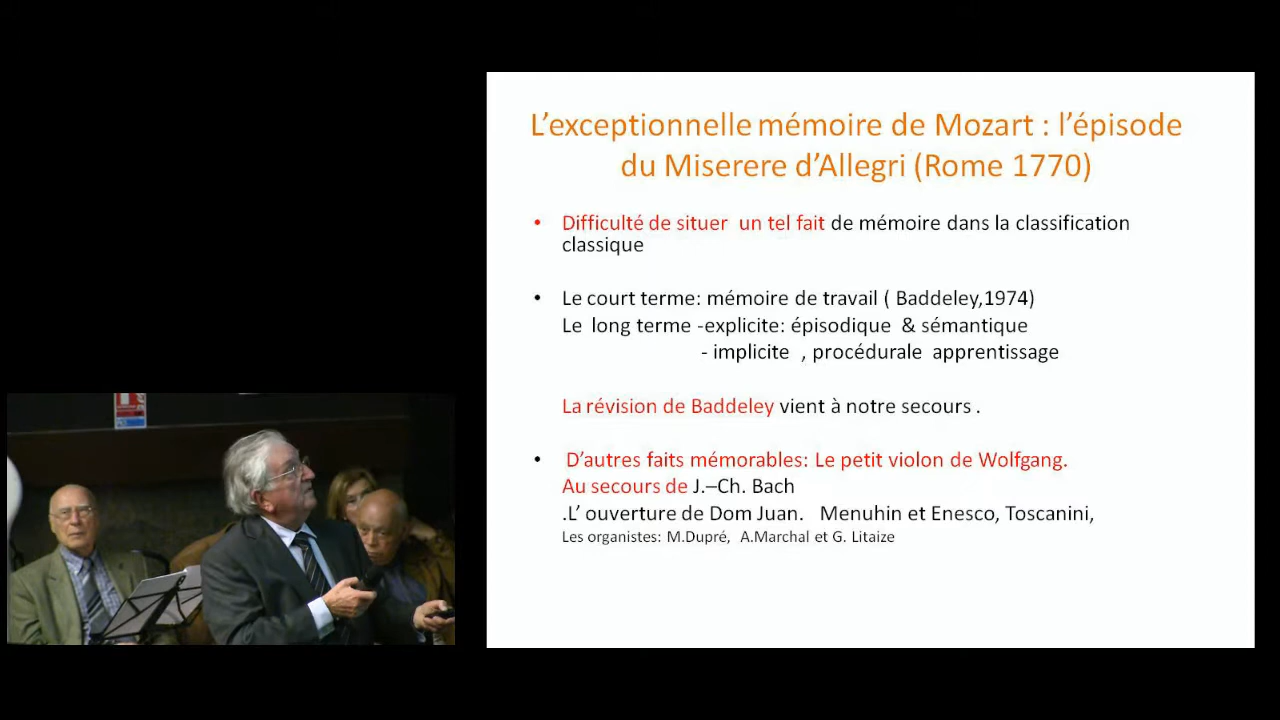 L’exceptionnelle mémoire de Mozart : l’épisode
du Miserere d’Allegri (Rome 1770)
• Difficulté de situer un tel fait de mémoire dans la classification
classique
• Le court terme: mémoire de travail ( Baddeley,1974)
Le long terme -explicite: épisodique & sémantique
- implicite , procédurale apprentissage
La révision de Baddeley vient à notre secours .
• D’autres faits mémorables: Le petit violon de Wolfgang.
Au secours de J.–Ch. Bach
.L’ ouverture de Dom Juan. Menuhin et Enesco, Toscanini,
Les organistes: M.Dupré, A.Marchal et G. Litaize